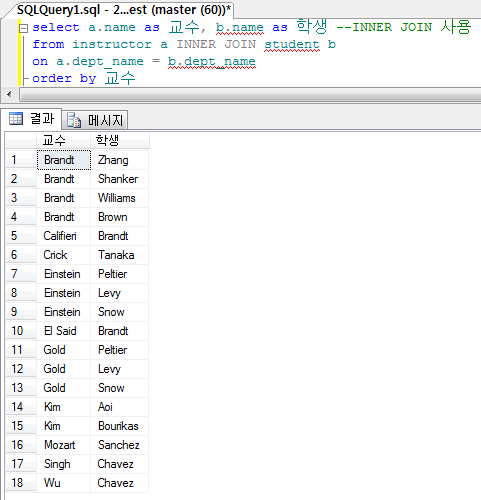 SQLQuery1.sql - 2...est (master (60))*
select a.name as 교수, b.name as 학생 --INNER JOIN 사용
from instructor a INNER JOIN student b
on a.dept_name = b.dept_name
order by 교수
결과 메시지
교수 학생
1 Brandt Zhang
2 Brandt Shanker
3 Brandt Williams
4 Brandt Brown
5 Califieri Brandt
6 Crick Tanaka
7 Einstein Peltier
8 Einstein Levy
9 Einstein Snow
10 El Said Brandt
11 Gold Peltier
12 Gold Levy
13 Gold Snow
14 Kim Aoi
15 Kim Bourikas
16 Mozart Sanchez
17 Singh Chavez
18 Wu Chavez